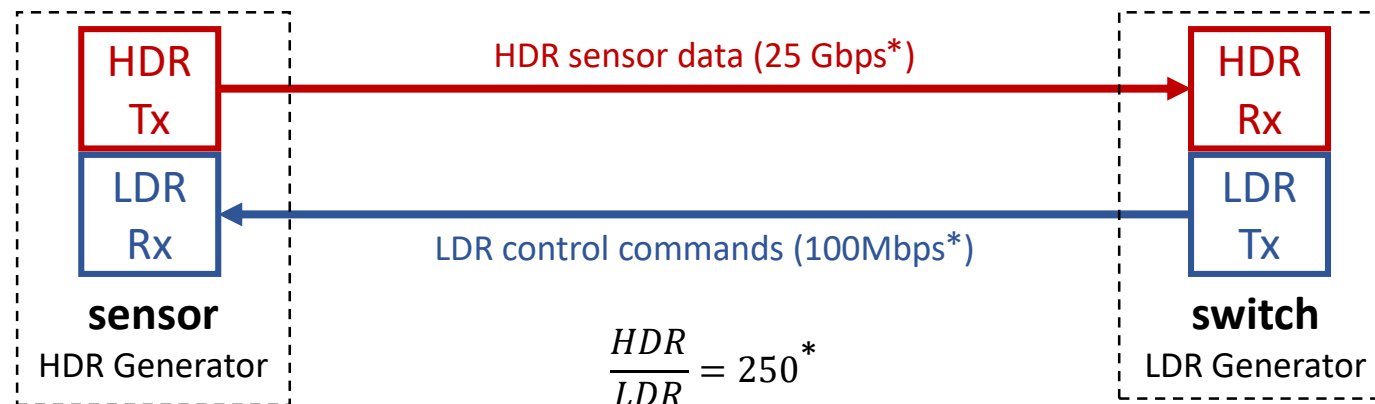 HDR
Tx
LDR
Rx
sensor
HDR Generator
HDR sensor data (25 Gbps*)
LDR control commands (100Mbps*)
HDR
LDR
= 250*
HDR
Rx
LDR
Tx
switch
LDR Generator